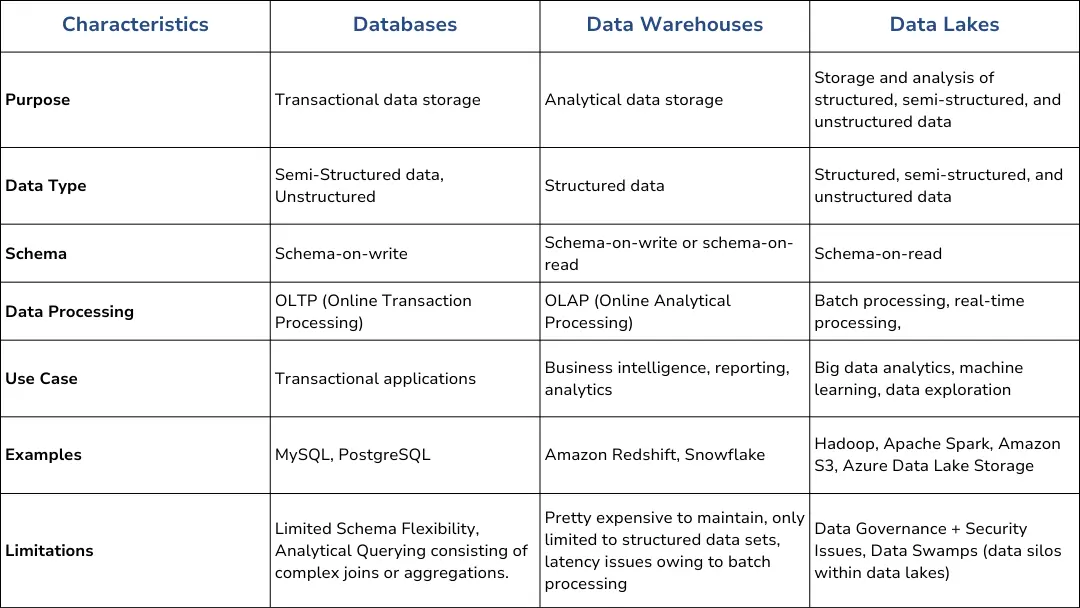 Characteristics
Databases
Data Warehouses
Data Lakes
Purpose
Transactional data storage
Analytical data storage
Storage and analysis of
structured, semi-structured, and
unstructured data
Data Type
Semi-Structured data,
Unstructured
Structured data
Structured, semi-structured, and
unstructured data
Schema
Schema-on-write
Schema-on-write or schema-on-
read
Schema-on-read
Data Processing
OLTP (Online Transaction
Processing)
OLAP (Online Analytical
Processing)
Batch processing, real-time
processing,
Use Case
Transactional applications
Business intelligence, reporting,
analytics
Big data analytics, machine
learning, data exploration
Examples
MySQL, PostgreSQL
Amazon Redshift, Snowflake
Hadoop, Apache Spark, Amazon
S3, Azure Data Lake Storage
Limitations
Limited Schema Flexibility,
Analytical Querying consisting of
complex joins or aggregations.
Pretty expensive to maintain, only
limited to structured data sets,
latency issues owing to batch
processing
Data Governance + Security
Issues, Data Swamps (data silos
within data lakes)